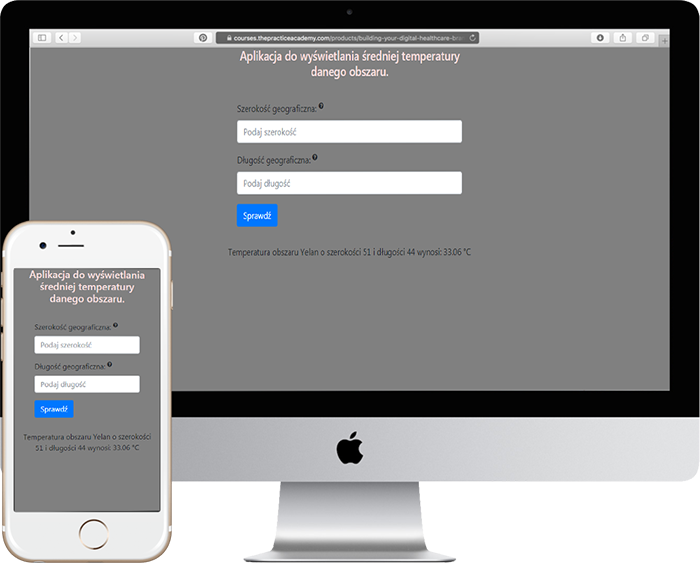 courses.thepracticeacademy.com/products/building-your-digital-healthcare-bra
Aplikacja do wyświetlania średniej temperatury
danego obszaru.
Szerokość geograficzna:
Podaj szerokość
Długość geograficzna:
Podaj długość
Sprawdź
Temperatura obszaru Yelan o szerokości 51 i długości 44 wynosi: 33.06 °C
Aplikacja do wyświetlania
średniej temperatury
danego obszaru.
Szerokość geograficzna:
Podaj szerokość
Długość geograficzna:
Podaj długość
Sprawdź
Temperatura obszaru Yelan o szerokości
51 i długości 44 wynosi: 33.06 °C